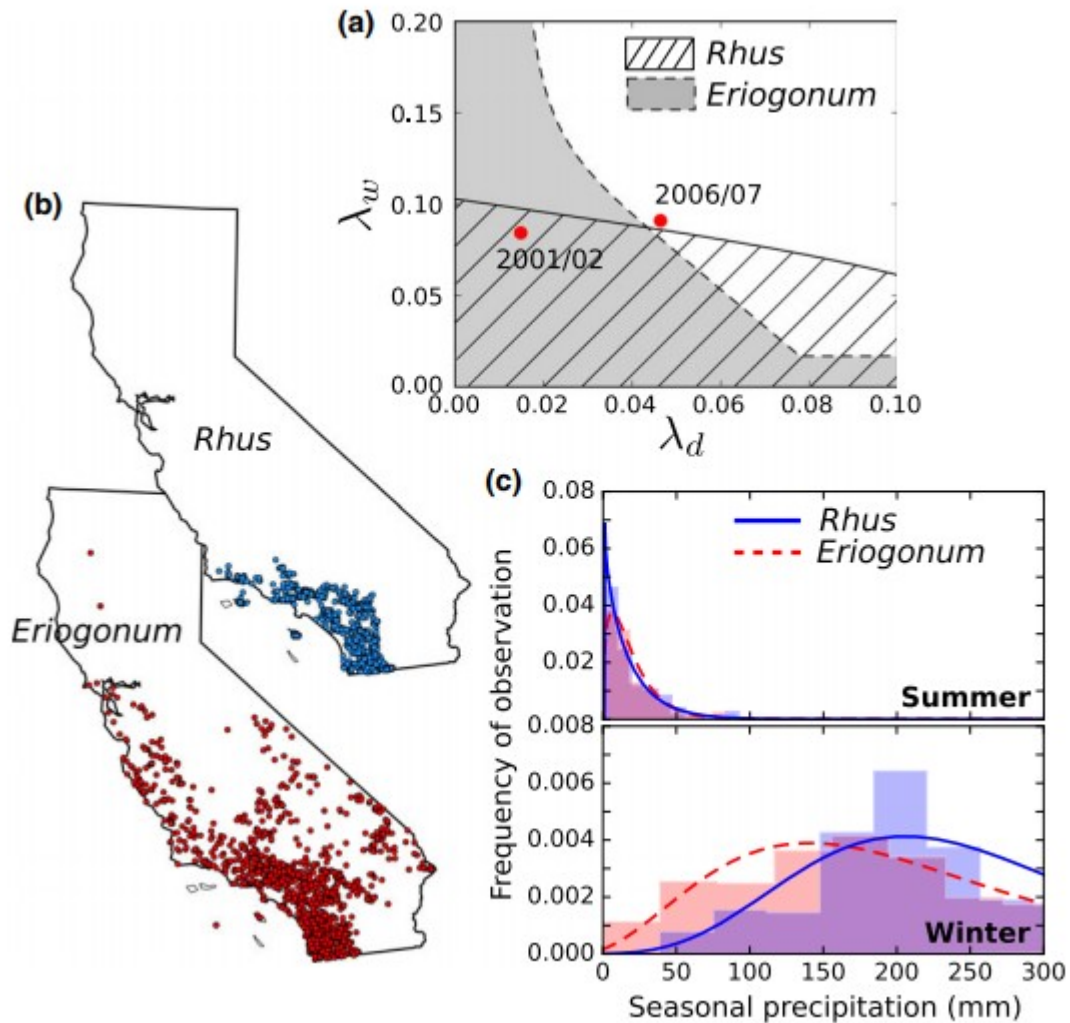 (a)
0.20
0.15
0.10
0.05
0.00
λw
Rhus
Eriogonum
2006/07
2001/02
0.00 0.02 0.04 0.06 0.08 0.10
λd
(b)
Rhus
Eriogonum
(c)
0.08
0.06
0.04
0.02
0.008
0.006
0.004
0.002
0.000
Frequency of observation
Rhus
Eriogonum
Summer
Winter
0 50 100 150 200 250 300
Seasonal precipitation (mm)